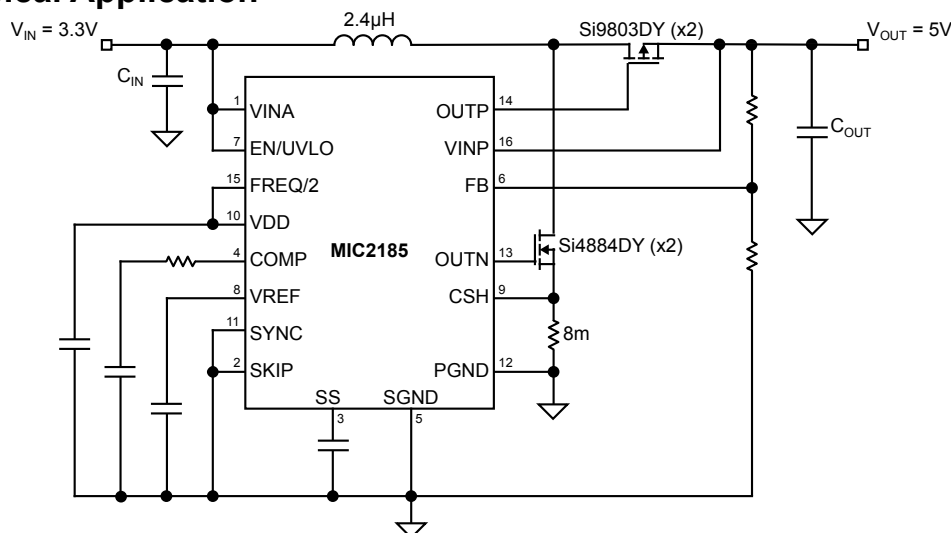 V_IN = 3.3V
2.4µH
Si9803DY (x2)
V_OUT = 5V
C_IN
1
VINA
OUTP
14
C_OUT
7
EN/UVLO
VINP
16
15
FREQ/2
FB
6
10
VDD
MIC2185
4
COMP
OUTN
13
Si4884DY (x2)
8
VREF
CSH
9
11
SYNC
8m
2
SKIP
PGND
12
SS
SGND
3
5